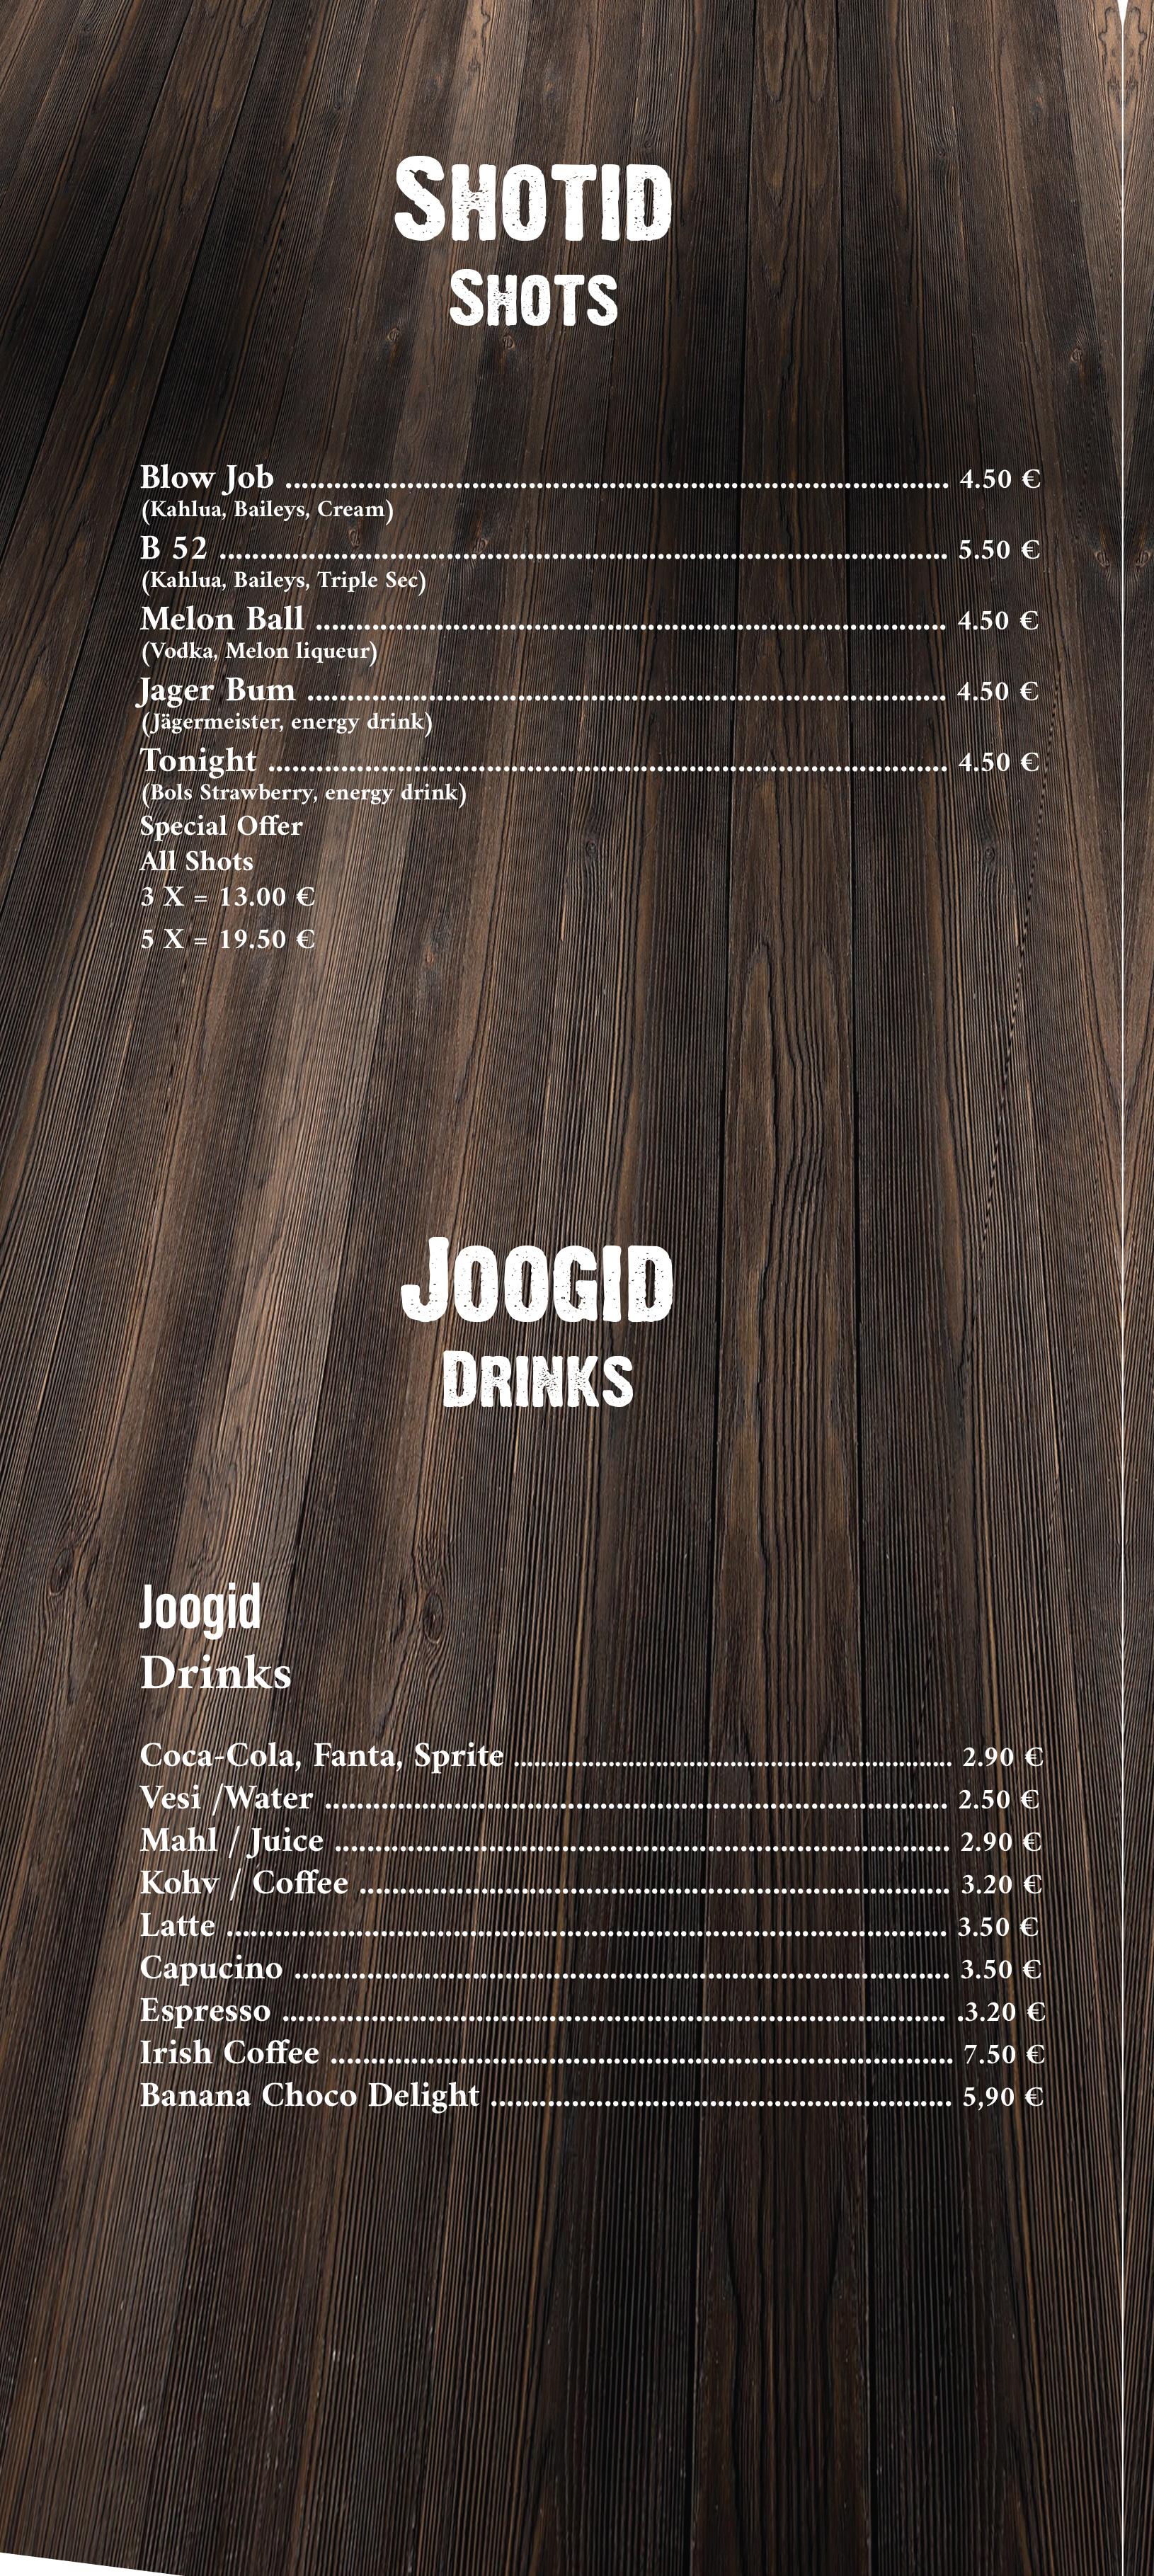 SHOTID
SHOTS
Blow Job ........................................................................................ 4.50 €
(Kahlua, Baileys, Cream)
B 52 ................................................................................................ 5.50 €
(Kahlua, Baileys, Triple Sec)
Melon Ball .................................................................................... 4.50 €
(Vodka, Melon liqueur)
Jager Bum ..................................................................................... 4.50 €
(Jägermeister, energy drink)
Tonight .......................................................................................... 4.50 €
(Bols Strawberry, energy drink)
Special Offer
All Shots
3 X = 13.00 €
5 X = 19.50 €
JOOGID
DRINKS
Joogid
Drinks
Coca-Cola, Fanta, Sprite .......................................................... 2.90 €
Vesi /Water .................................................................................. 2.50 €
Mahl / Juice ................................................................................. 2.90 €
Kohv / Coffee .............................................................................. 3.20 €
Latte ............................................................................................... 3.50 €
Capucino ....................................................................................... 3.50 €
Espresso ........................................................................................ .3.20 €
Irish Coffee .................................................................................. 7.50 €
Banana Choco Delight ............................................................. 5,90 €